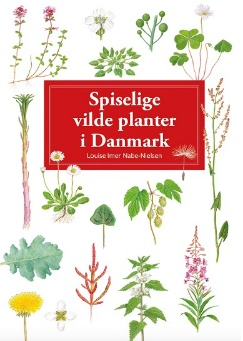 Spiselige
vilde planter
i Danmark
Louise Imer Nabe-Nielsen